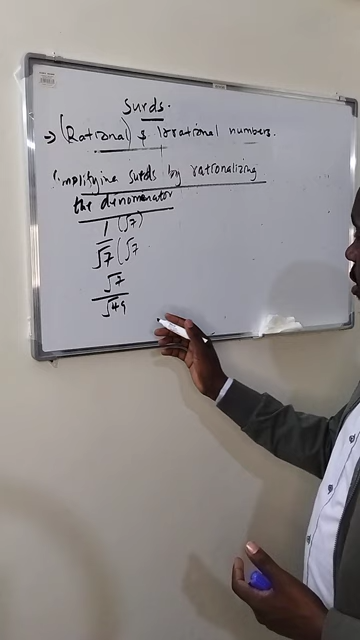 Surds.
→ (Rational) & Irrational numbers.
Simplifying surds by rationalizing
the denominator
1 (√7)
√7 (√7
√7
√49